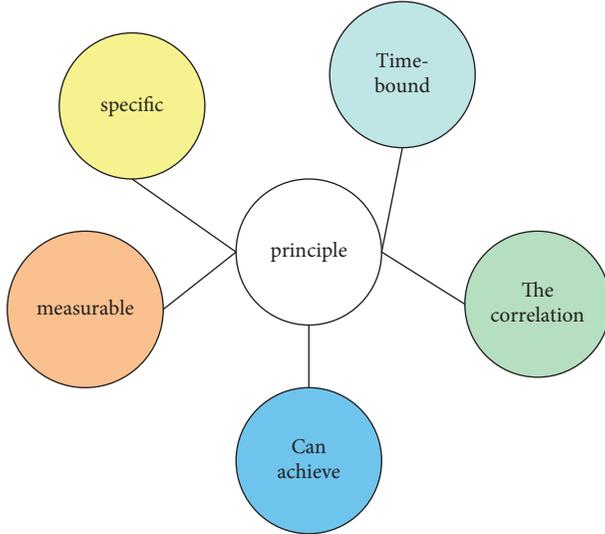 Time-
bound
specific
principle
The
correlation
measurable
Can
achieve